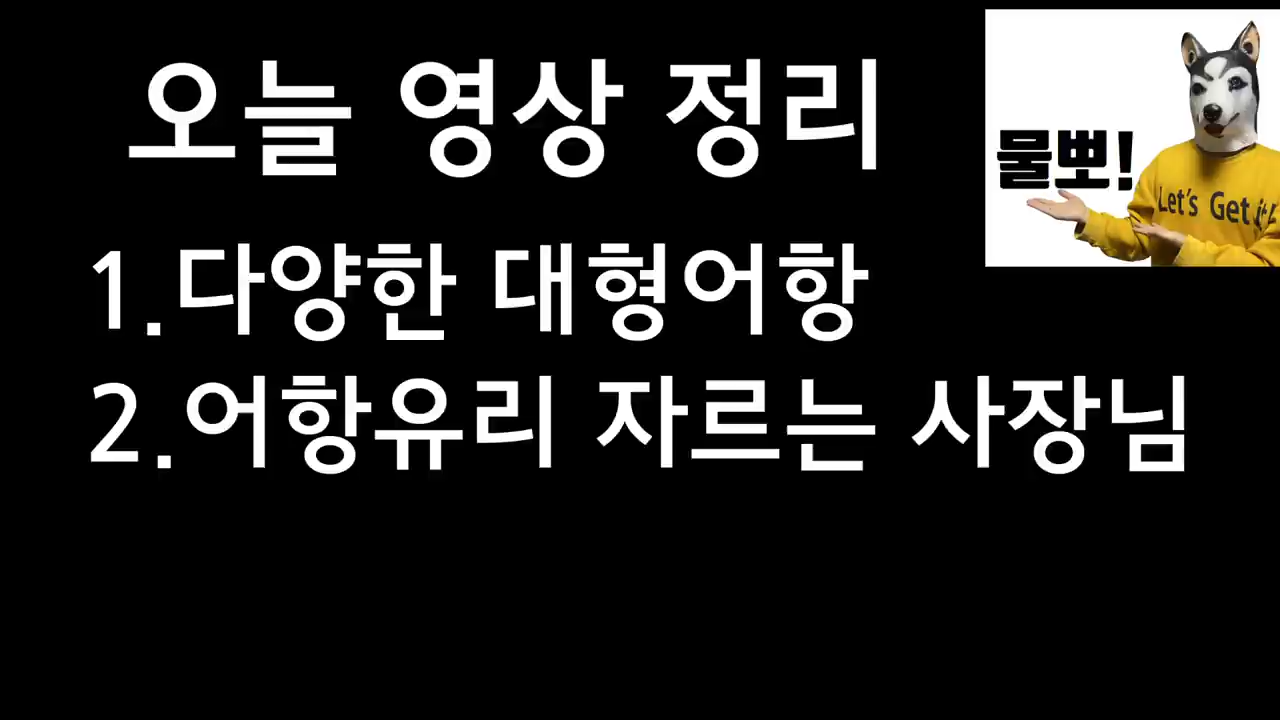 오늘 영상 정리
물뽀!
Let's Get it!
1.다양한 대형어항
2.어항유리 자르는 사장님